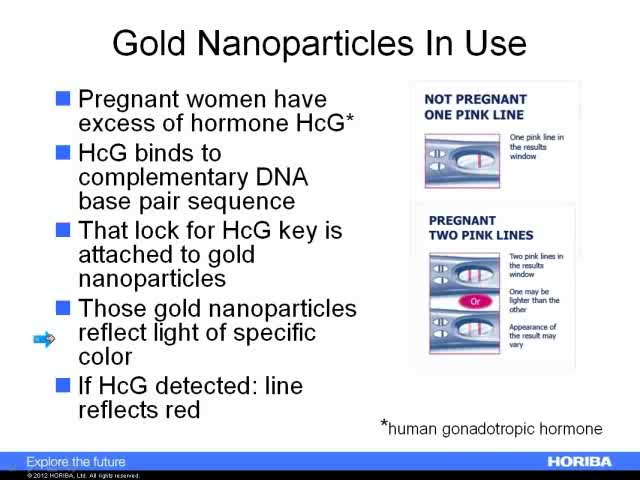 Gold Nanoparticles In Use
Pregnant women have
excess of hormone HcG*
HcG binds to
complementary DNA
base pair sequence
That lock for HcG key is
attached to gold
nanoparticles
Those gold nanoparticles
reflect light of specific
color
If HcG detected: line
reflects red
NOT PREGNANT
ONE PINK LINE
One pink line in
the results
window
PREGNANT
TWO PINK LINES
Two pink lines in
the results
window
Or
One may be
lighter than the
other
Appearance of
the result may
vary
*human gonadotropic hormone
Explore the future
HORIBA
© 2012 HORIBA, Ltd. All rights reserved.